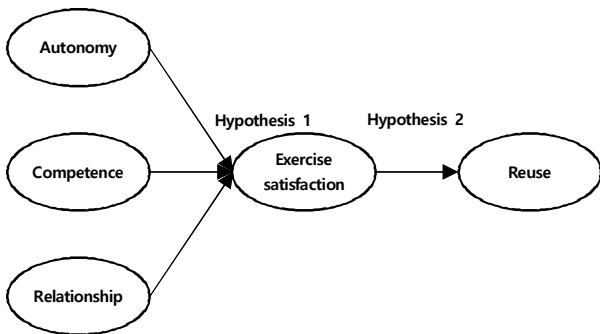 Autonomy
Hypothesis 1
Hypothesis 2
Competence
Exercise
satisfaction
Reuse
Relationship